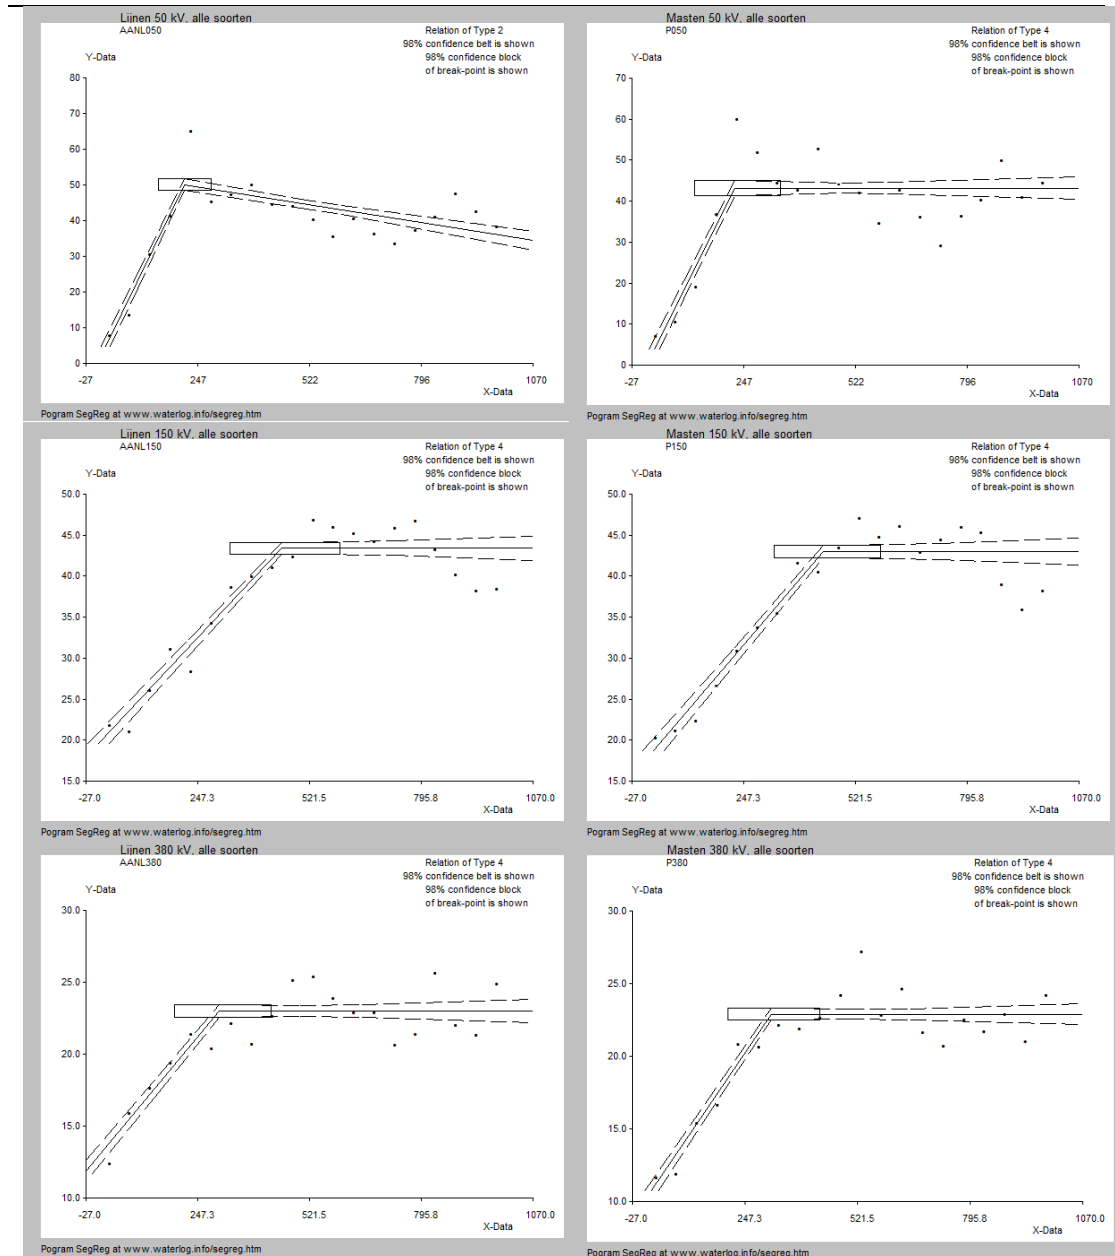 Lijnen 50 kV, alle soorten
AANL050
Relation of Type 2
98% confidence belt is shown
98% confidence block
of break-point is shown
Y-Data
80
70
60
50
40
30
20
10
0
-27
247
522
796
1070
X-Data
Pogram SegReg at www.waterlog.info/segreg.htm
Masten 50 kV, alle soorten
P050
Relation of Type 4
98% confidence belt is shown
98% confidence block
of break-point is shown
Y-Data
70
60
50
40
30
20
10
0
-27
247
522
796
1070
X-Data
Pogram SegReg at www.waterlog.info/segreg.htm
Lijnen 150 kV, alle soorten
AANL150
Relation of Type 4
98% confidence belt is shown
98% confidence block
of break-point is shown
Y-Data
50.0
45.0
40.0
35.0
30.0
25.0
20.0
15.0
-27.0
247.3
521.5
795.8
1070.0
X-Data
Pogram SegReg at www.waterlog.info/segreg.htm
Masten 150 kV, alle soorten
P150
Relation of Type 4
98% confidence belt is shown
98% confidence block
of break-point is shown
Y-Data
50.0
45.0
40.0
35.0
30.0
25.0
20.0
15.0
-27.0
247.3
521.5
795.8
1070.0
X-Data
Pogram SegReg at www.waterlog.info/segreg.htm
Lijnen 380 kV, alle soorten
AANL380
Relation of Type 4
98% confidence belt is shown
98% confidence block
of break-point is shown
Y-Data
30.0
25.0
20.0
15.0
10.0
-27.0
247.3
521.5
795.8
1070.0
X-Data
Pogram SegReg at www.waterlog.info/segreg.htm
Masten 380 kV, alle soorten
P380
Relation of Type 4
98% confidence belt is shown
98% confidence block
of break-point is shown
Y-Data
30.0
25.0
20.0
15.0
10.0
-27.0
247.3
521.5
795.8
1070.0
X-Data
Pogram SegReg at www.waterlog.info/segreg.htm